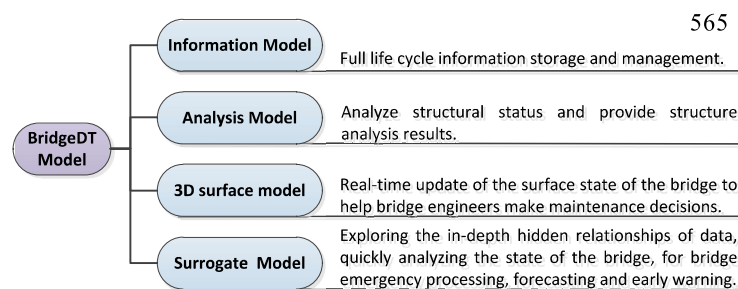 565
Information Model
Full life cycle information storage and management.
Analysis Model
Analyze structural status and provide structure
analysis results.
BridgeDT
Model
3D surface model
Real-time update of the surface state of the bridge to
help bridge engineers make maintenance decisions.
Surrogate Model
Exploring the in-depth hidden relationships of data,
quickly analyzing the state of the bridge, for bridge
emergency processing, forecasting and early warning.